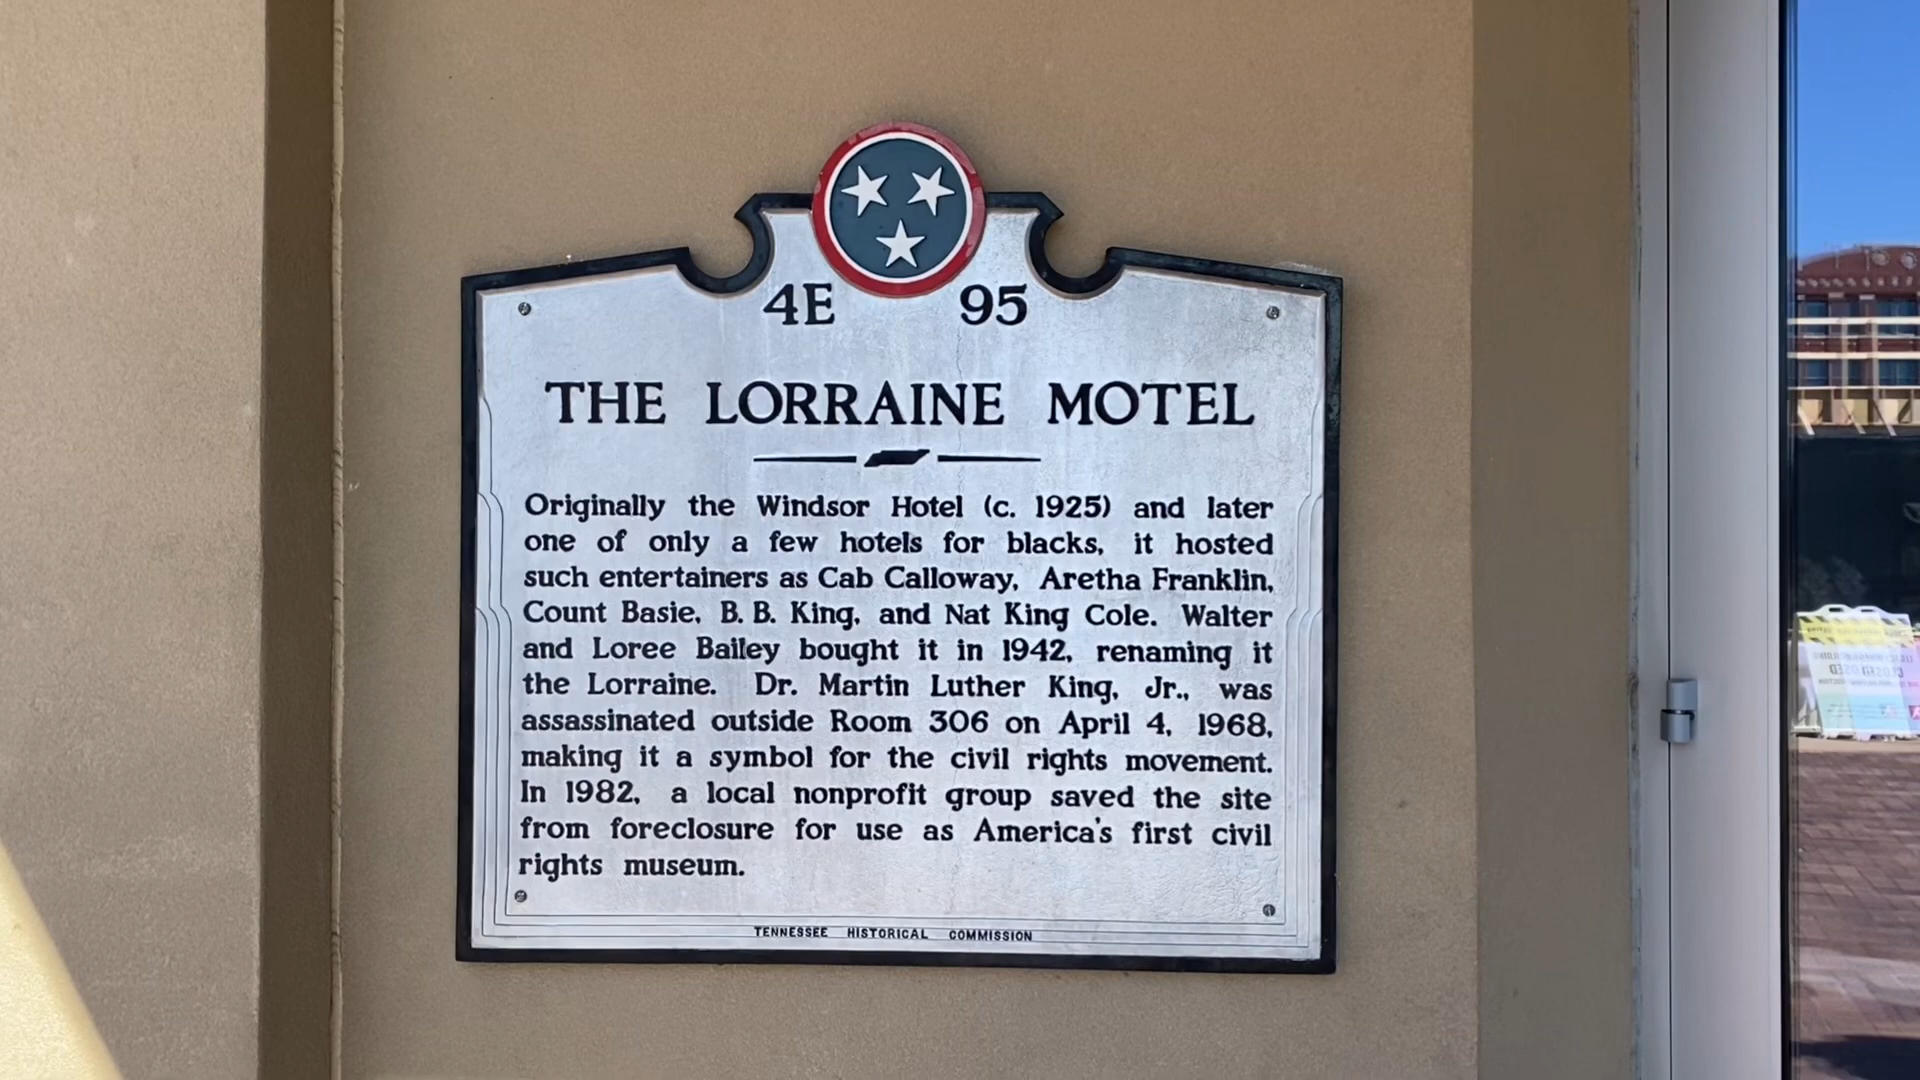 4E 95
THE LORRAINE MOTEL
Originally the Windsor Hotel (c. 1925) and later
one of only a few hotels for blacks, it hosted
such entertainers as Cab Calloway, Aretha Franklin,
Count Basie, B. B. King, and Nat King Cole. Walter
and Loree Bailey bought it in 1942, renaming it
the Lorraine. Dr. Martin Luther King, Jr., was
assassinated outside Room 306 on April 4, 1968,
making it a symbol for the civil rights movement.
In 1982, a local nonprofit group saved the site
from foreclosure for use as America's first civil
rights museum.
TENNESSEE HISTORICAL COMMISSION
CLOSED